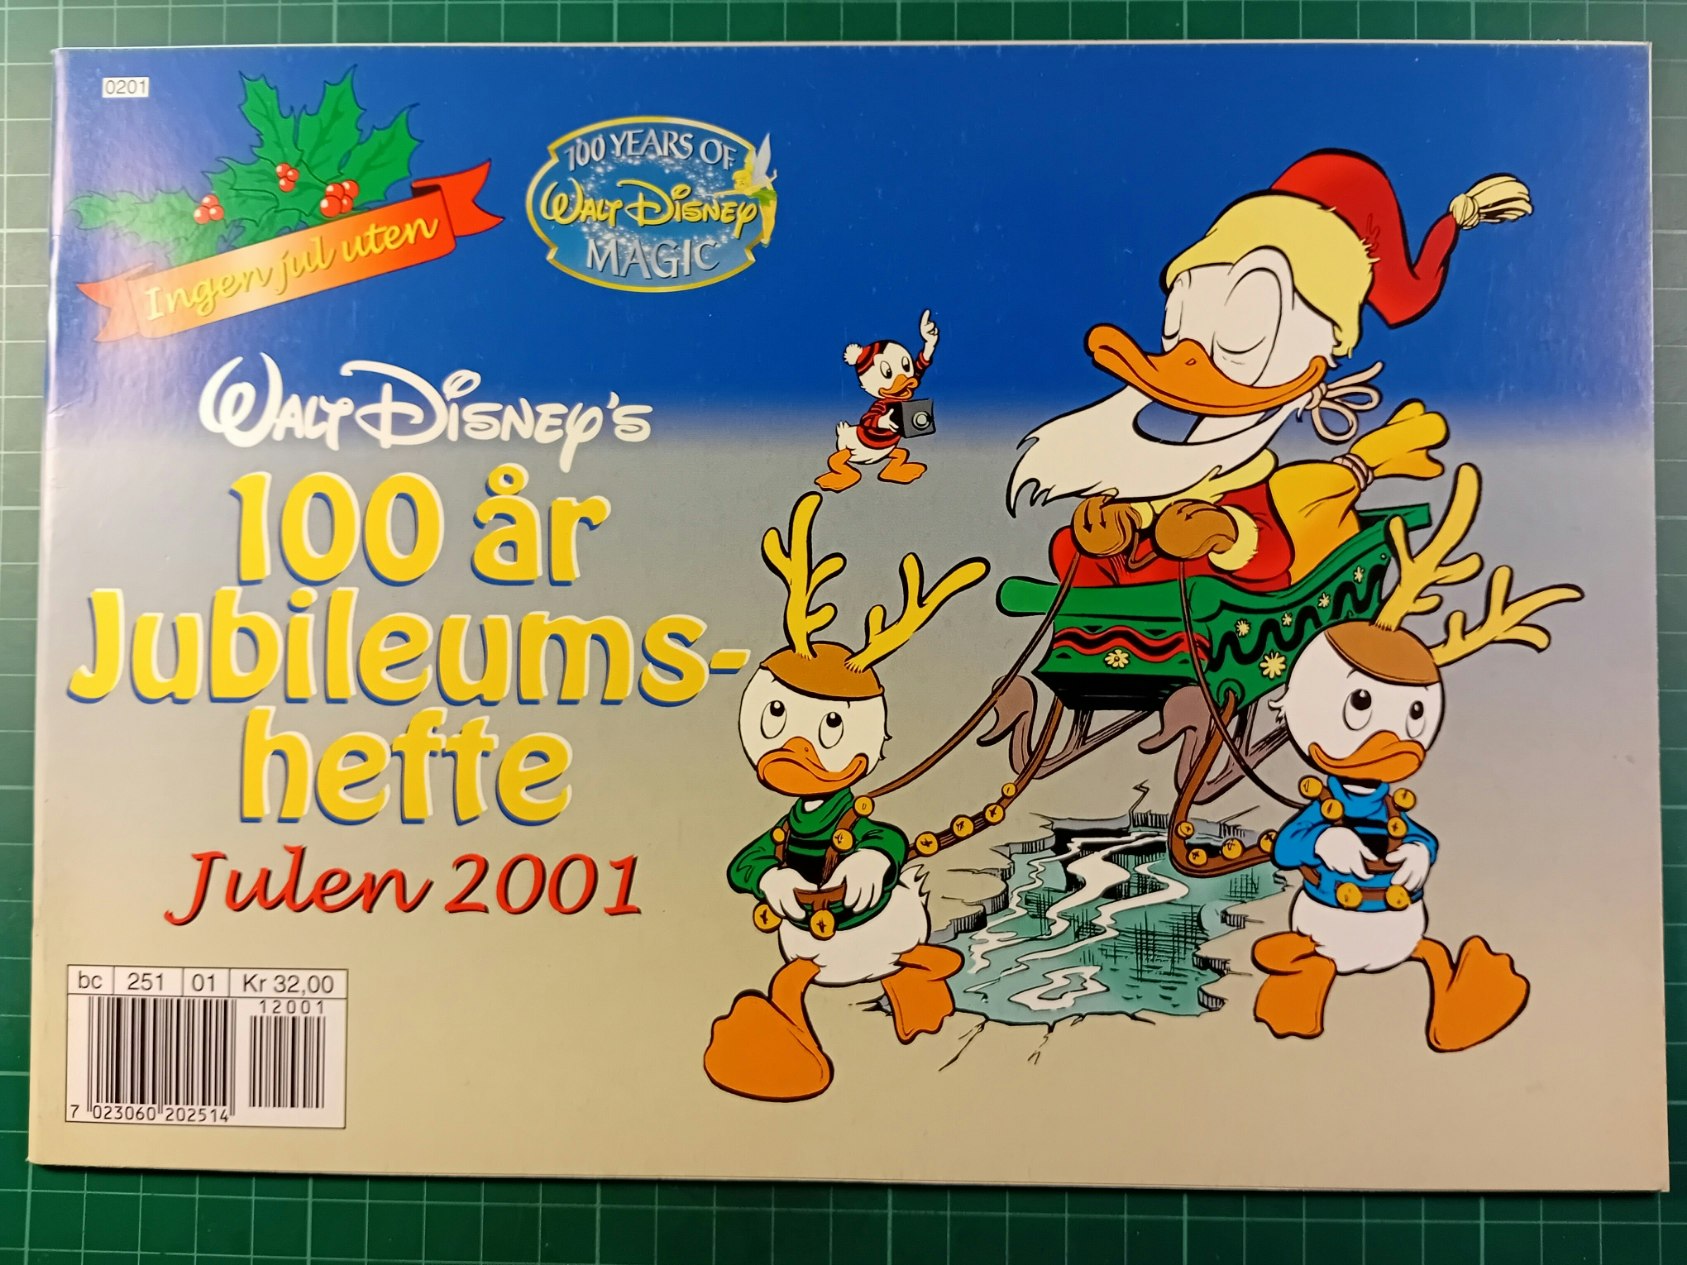 0201
Ingen jul uten
100 YEARS OF
WALT DISNEY
MAGIC
WALT DISNEY'S
100 år
Jubileums-
hefte
Julen 2001
bc 251 01 Kr 32,00
12001
7 023060 202514